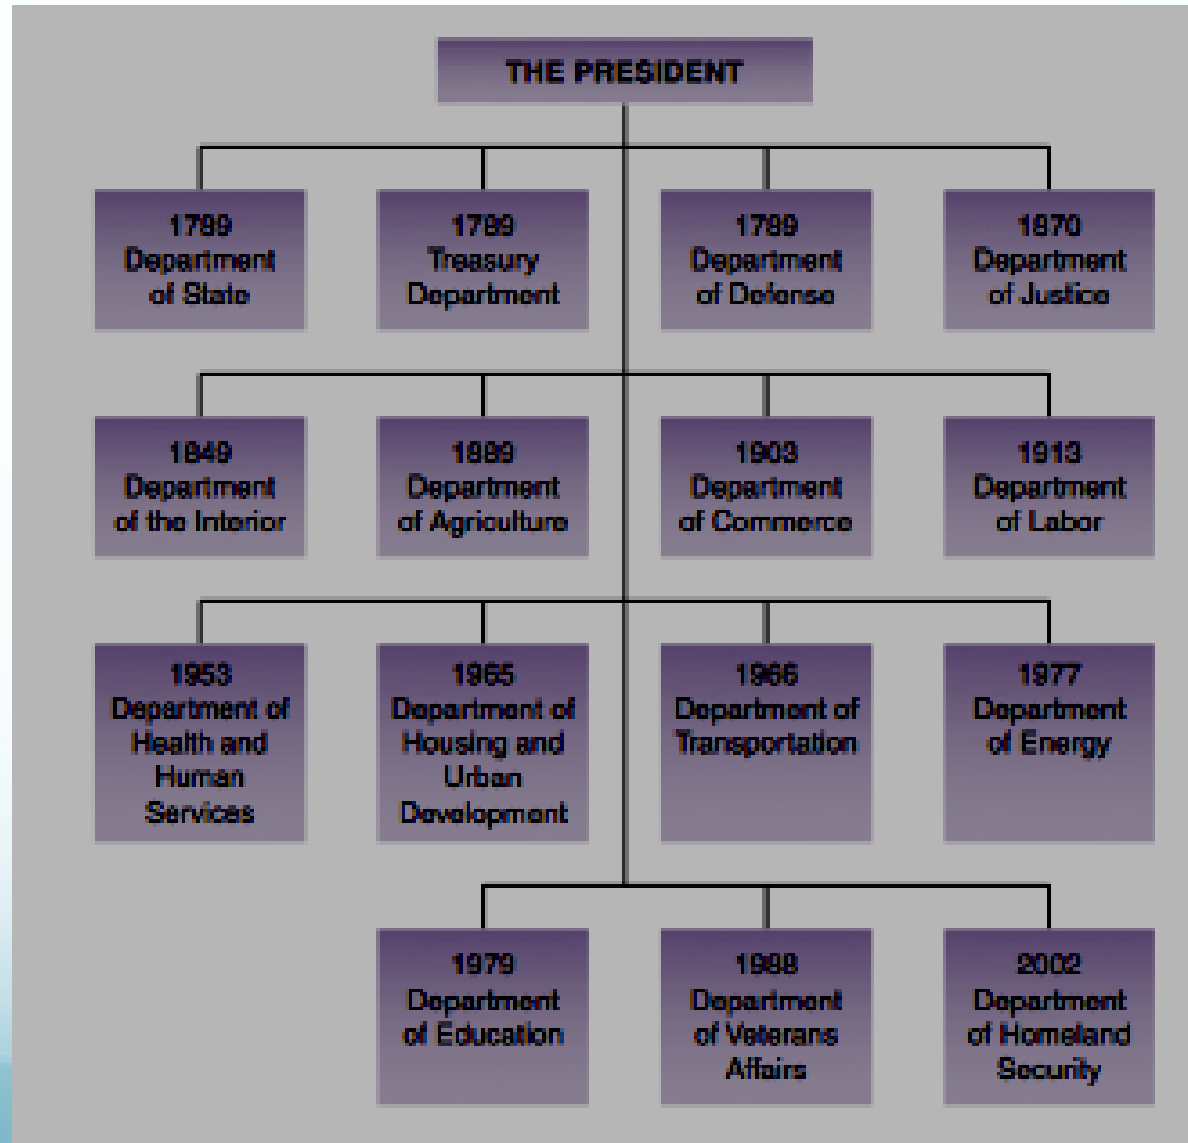 THE PRESIDENT
1789
Department
of State
1789
Treasury
Department
1789
Department
of Defense
1870
Department
of Justice
1849
Department
of the Interior
1889
Department
of Agriculture
1903
Department
of Commerce
1913
Department
of Labor
1953
Department of
Health and
Human
Services
1965
Department of
Housing and
Urban
Development
1966
Department of
Transportation
1977
Department
of Energy
1979
Department
of Education
1988
Department
of Veterans
Affairs
2002
Department
of Homeland
Security